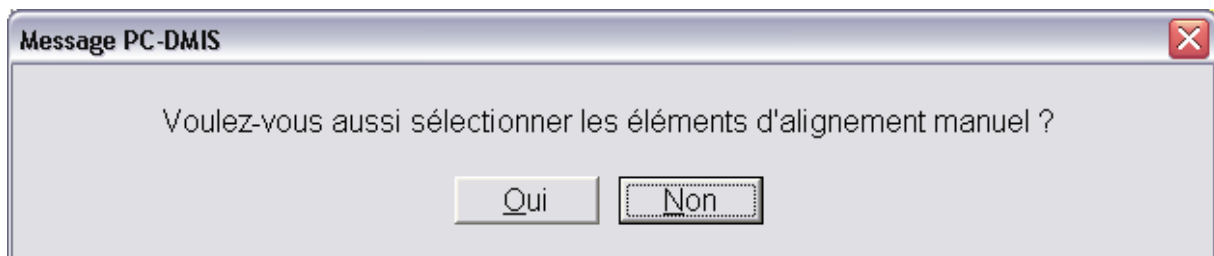 Message PC-DMIS
Voulez-vous aussi sélectionner les éléments d'alignement manuel ?
Oui Non